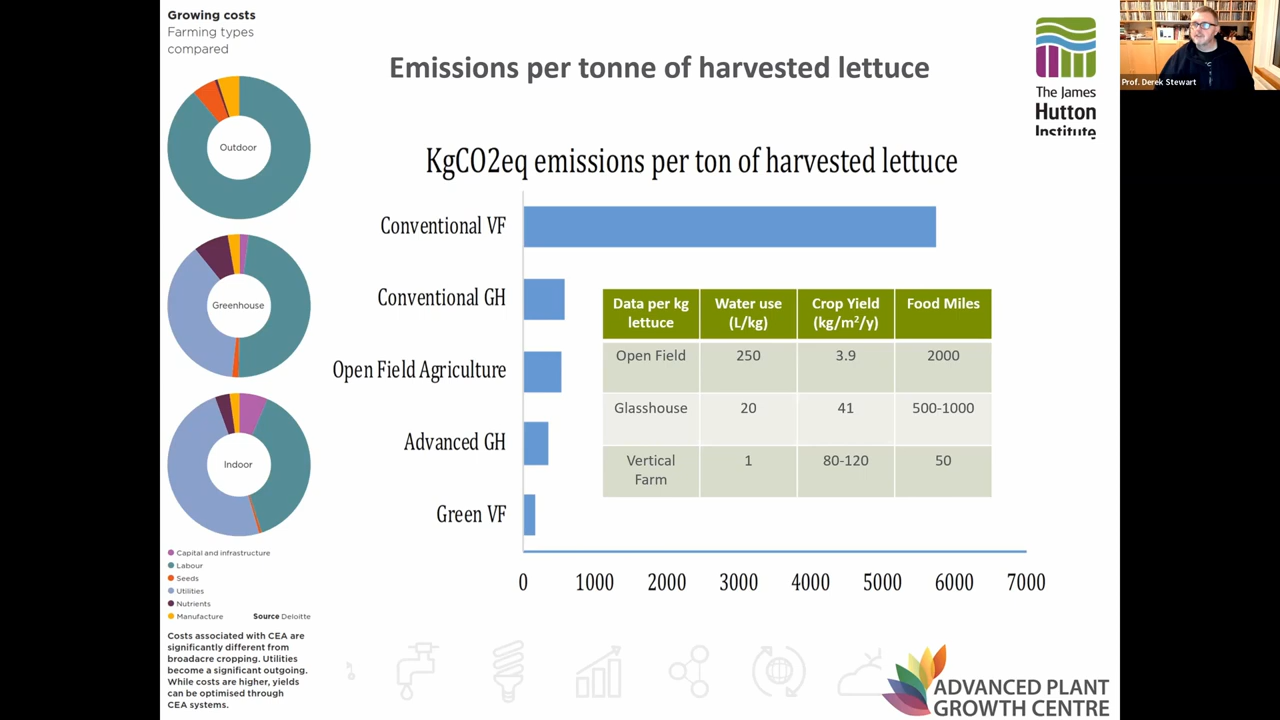 Growing costs
Farming types
compared
Outdoor
Greenhouse
Indoor
Capital and infrastructure
Labour
Seeds
Utilities
Nutrients
Manufacture
Source Deloitte
Costs associated with CEA are
significantly different from
broadacre cropping. Utilities
become a significant outgoing.
While costs are higher, yields
can be optimised through
CEA systems.
Emissions per tonne of harvested lettuce
KgCO2eq emissions per ton of harvested lettuce
Conventional VF
Conventional GH
Open Field Agriculture
Advanced GH
Green VF
0 1000 2000 3000 4000 5000 6000 7000
Data per kg lettuce Water use (L/kg) Crop Yield (kg/m²/y) Food Miles
Open Field 250 3.9 2000
Glasshouse 20 41 500-1000
Vertical Farm 1 80-120 50
The James
Hutton
Institute
Prof. Derek Stewart
ADVANCED PLANT
GROWTH CENTRE